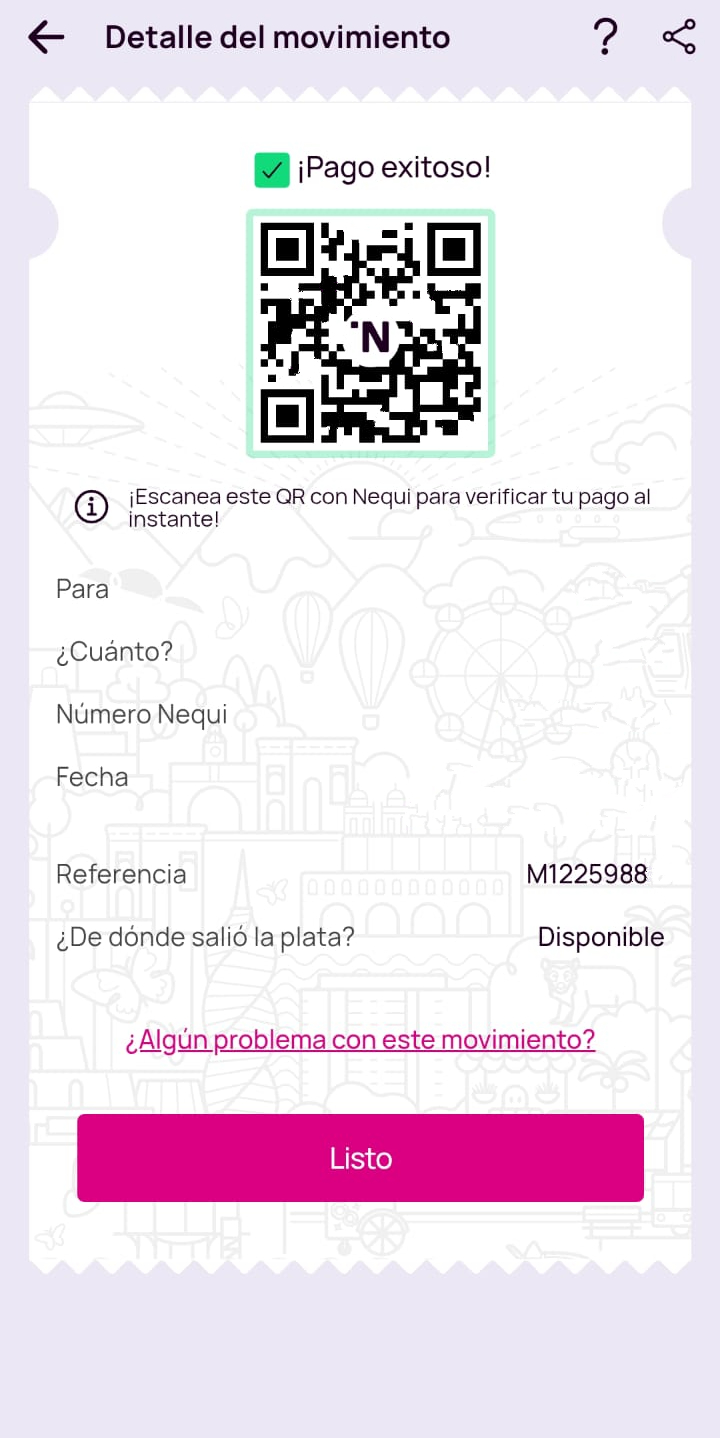 Detalle del movimiento
¡Pago exitoso!
N
¡Escanea este QR con Nequi para verificar tu pago al
instante!
Para
¿Cuánto?
Número Nequi
Fecha
Referencia M1225988
¿De dónde salió la plata? Disponible
¿Algún problema con este movimiento?
Listo